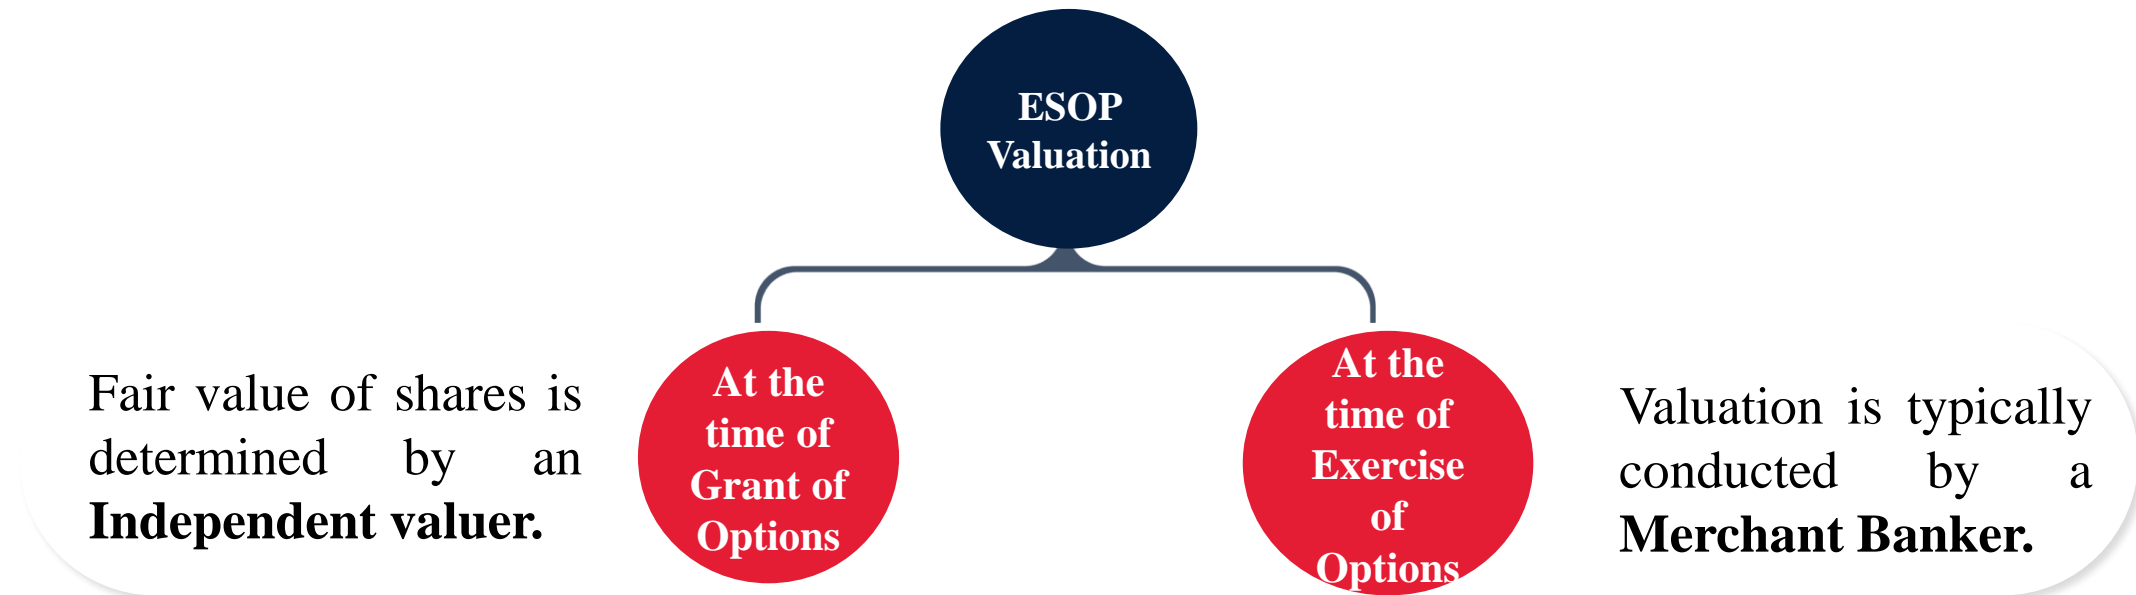 ESOP
Valuation
Fair value of shares is
determined by an
Independent valuer.
At the
time of
Grant of
Options
At the
time of
Exercise
of
Options
Valuation is typically
conducted by a
Merchant Banker.